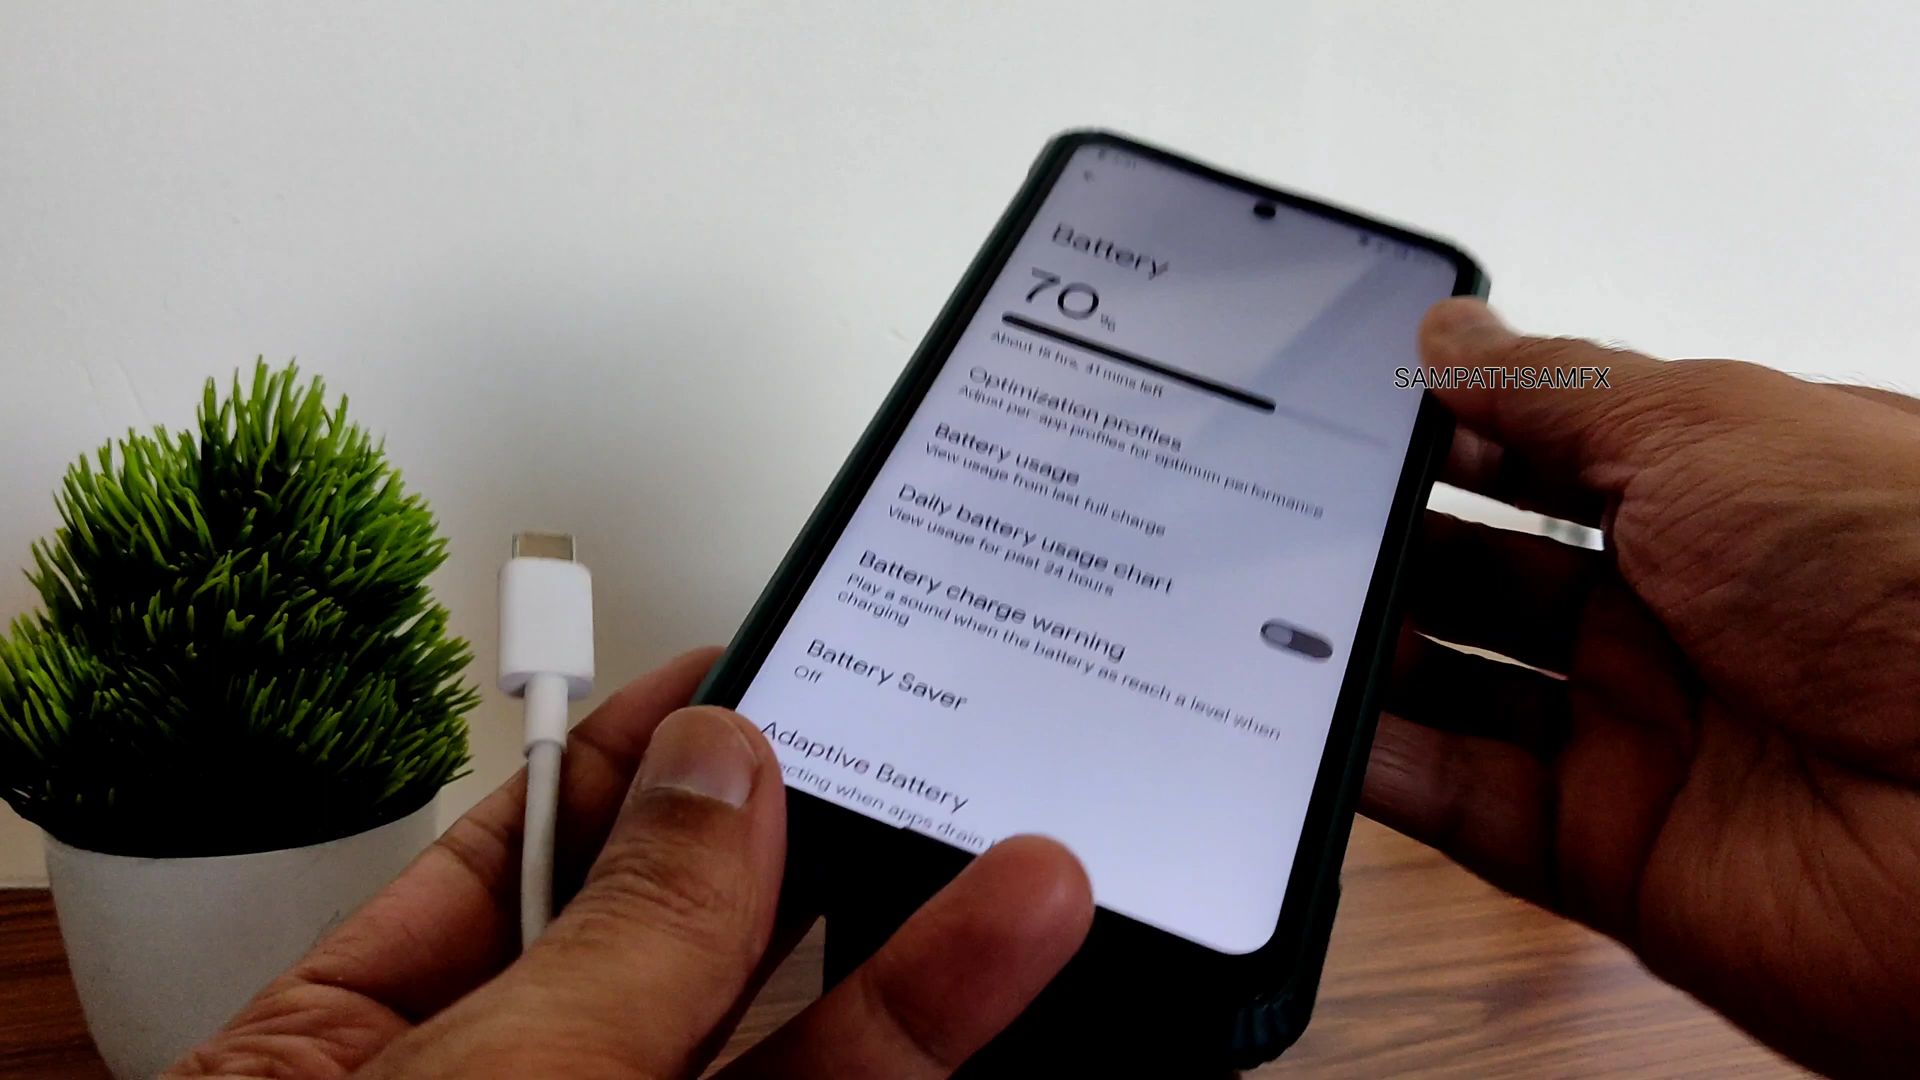 Battery
70%
About 18 hrs, 41 mins left
Optimization profiles
Adjust per-app profiles for optimum performance
Battery usage
View usage from last full charge
Daily battery usage chart
View usage for past 24 hours
Battery charge warning
Play a sound when the battery as reach a level when
charging
Battery Saver
Off
Adaptive Battery
when apps drain
SAMPATHSAMFX